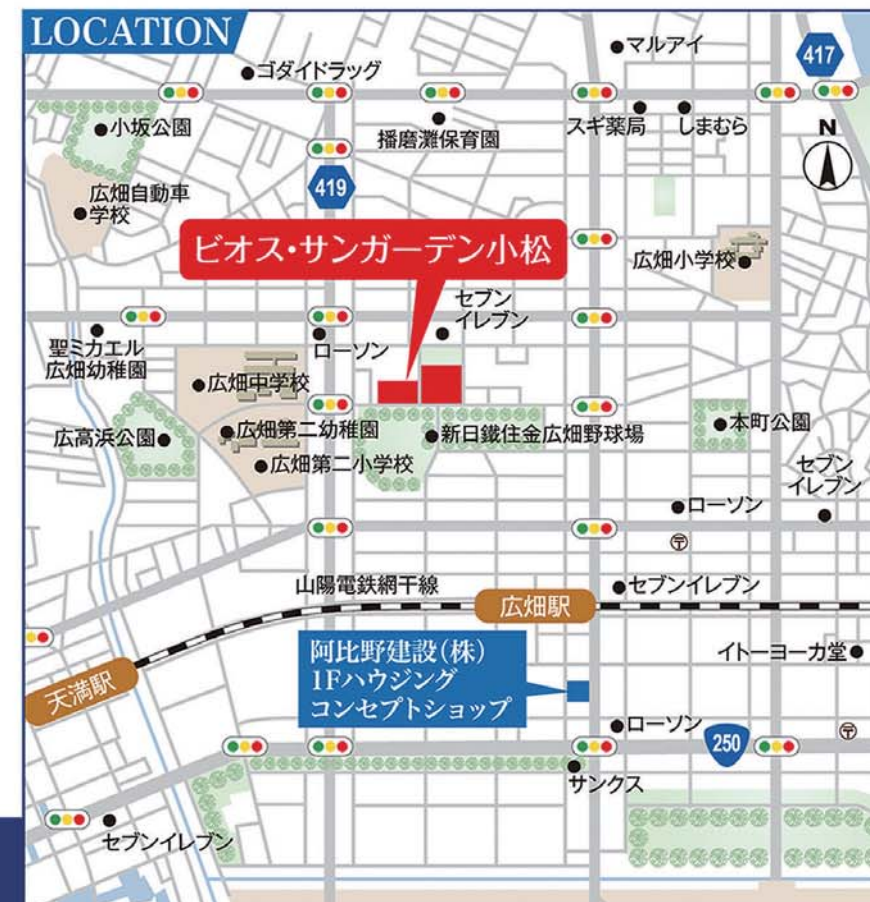 LOCATION
マルアイ
417
ゴダイドラッグ
小坂公園
播磨灘保育園
スギ薬局
しまむら
N
広畑自動車
学校
419
ビオス・サンガーデン小松
広畑小学校
セブン
イレブン
聖ミカエル
広畑幼稚園
ローソン
広畑中学校
広高浜公園
広畑第二幼稚園
新日鐵住金広畑野球場
本町公園
広畑第二小学校
セブン
イレブン
ローソン
〒
山陽電鉄網干線
セブンイレブン
広畑駅
阿比野建設(株)
1Fハウジング
コンセプトショップ
イトーヨーカ堂
天満駅
ローソン
250
〒
サンクス
セブンイレブン